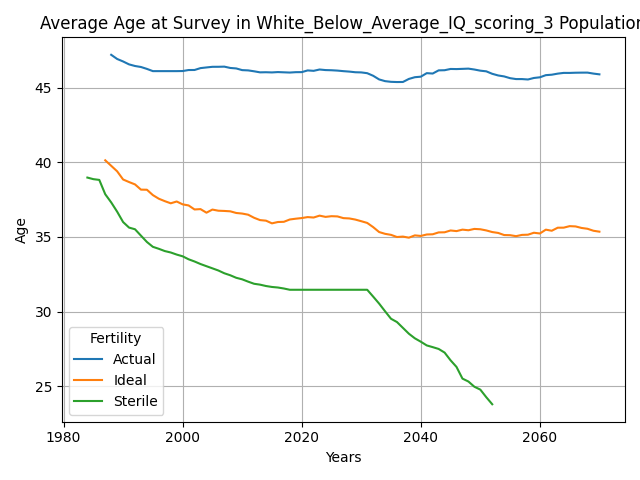 Average Age at Survey in White_Below_Average_IQ_scoring_3 Population
45
40
35
30
25
Age
Fertility
Actual
Ideal
Sterile
1980
2000
2020
2040
2060
Years